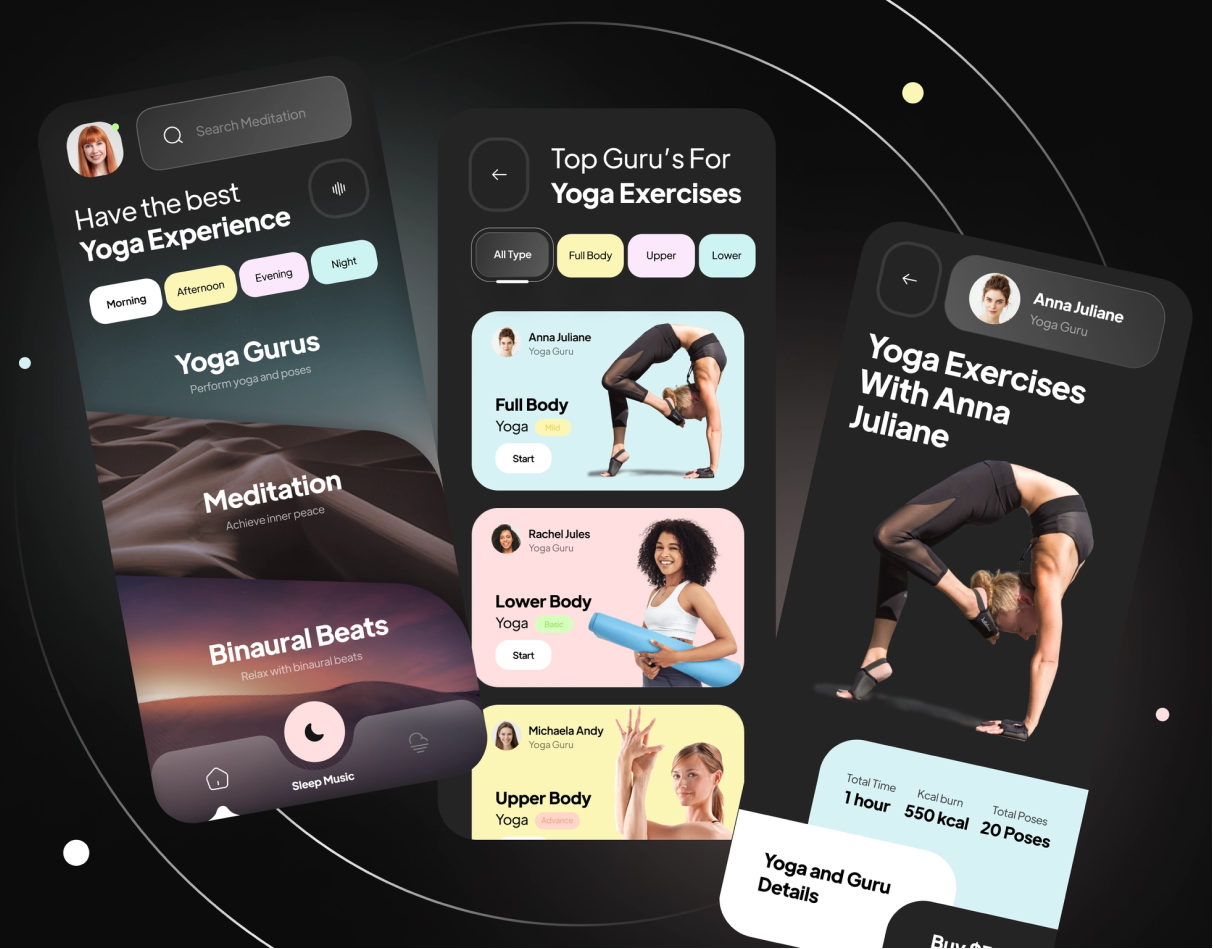 Search Meditation
Have the best
Yoga Experience
Morning
Afternoon
Evening
Night
Yoga Gurus
Perform yoga and poses
Meditation
Achieve inner peace
Binaural Beats
Relax with binaural beats
Sleep Music
Top Guru's For
Yoga Exercises
All Type
Full Body
Upper
Lower
Anna Juliane
Yoga Guru
Full Body
Yoga
Mild
Start
Rachel Jules
Yoga Guru
Lower Body
Yoga
Basic
Start
Michaela Andy
Yoga Guru
Upper Body
Yoga
Advance
Anna Juliane
Yoga Guru
Yoga Exercises
With Anna
Juliane
Total Time
1 hour
Kcal burn
550 kcal
Total Poses
20 Poses
Yoga and Guru
Details
Buy